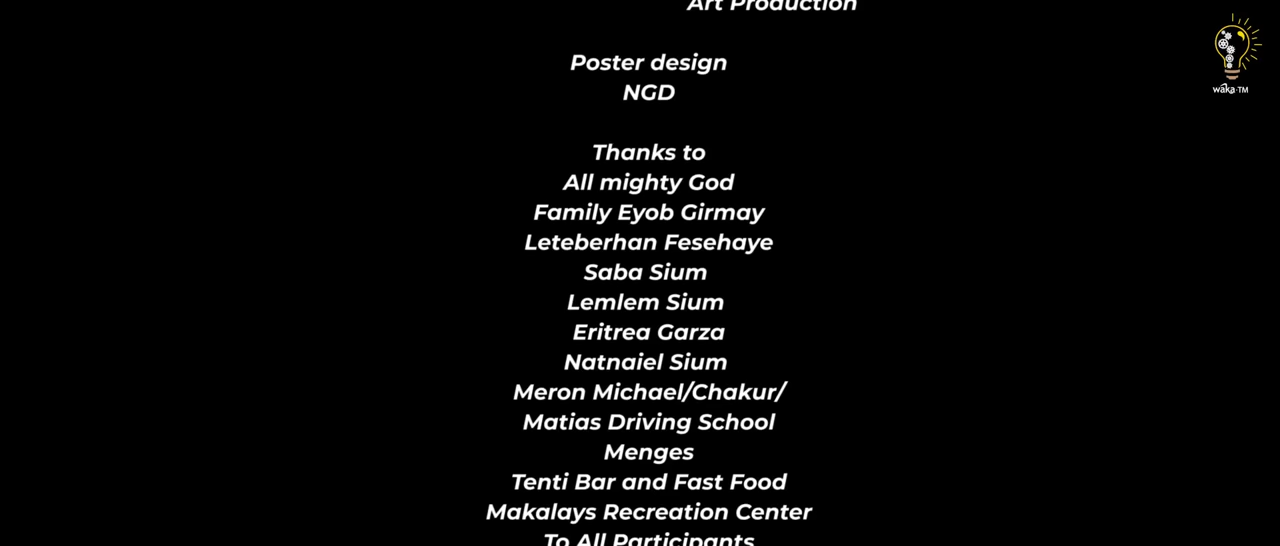 Art Production
Poster design
NGD
Thanks to
All mighty God
Family Eyob Girmay
Leteberhan Fesehaye
Saba Sium
Lemlem Sium
Eritrea Garza
Natnaiel Sium
Meron Michael/Chakur/
Matias Driving School
Menges
Tenti Bar and Fast Food
Makalays Recreation Center
To All Participants
waka TM